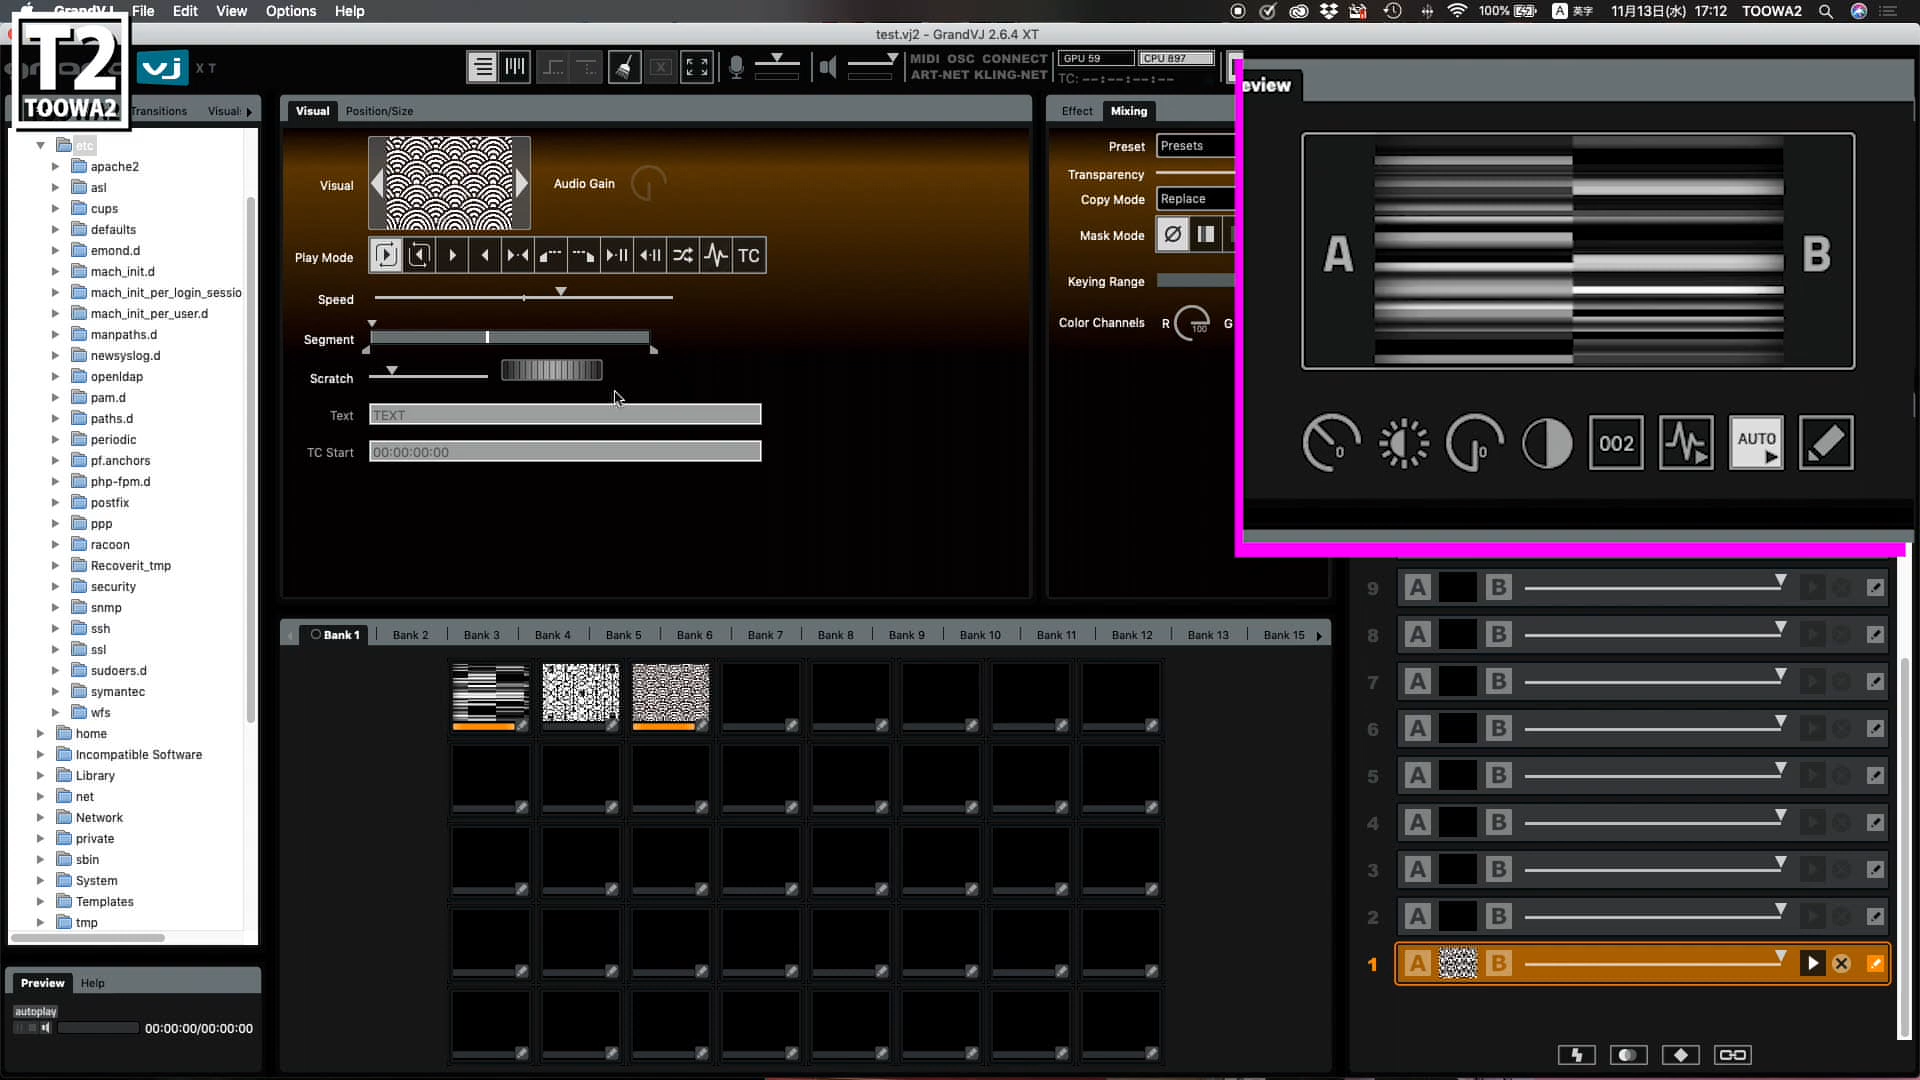 GrandVJ File Edit View Options Help
100% A 英字 11月13日(水) 17:12 TOOWA2
T2
TOOWA2
test.vj2 - GrandVJ 2.6.4 XT
vj XT
MIDI OSC CONNECT
ART-NET KLING-NET
GPU 59 CPU 897
TC: --:--:--:--
Transitions Visual
etc
apache2
asl
cups
defaults
emond.d
mach_init.d
mach_init_per_login_sessio
mach_init_per_user.d
manpaths.d
newsyslog.d
openldap
pam.d
paths.d
periodic
pf.anchors
php-fpm.d
postfix
ppp
racoon
Recoverit_tmp
security
snmp
ssh
ssl
sudoers.d
symantec
wfs
home
Incompatible Software
Library
net
Network
private
sbin
System
Templates
tmp
Preview Help
autoplay
00:00:00/00:00:00
Visual Position/Size
Visual
Audio Gain
Play Mode TC
Speed
Segment
Scratch
Text TEXT
TC Start 00:00:00:00
Effect Mixing
Preset Presets
Transparency
Copy Mode Replace
Mask Mode
Keying Range
Color Channels R 100 G
eview
A B
0 0 002 AUTO
Bank 1 Bank 2 Bank 3 Bank 4 Bank 5 Bank 6 Bank 7 Bank 8 Bank 9 Bank 10 Bank 11 Bank 12 Bank 13 Bank 15
9 A B
8 A B
7 A B
6 A B
5 A B
4 A B
3 A B
2 A B
1 A B